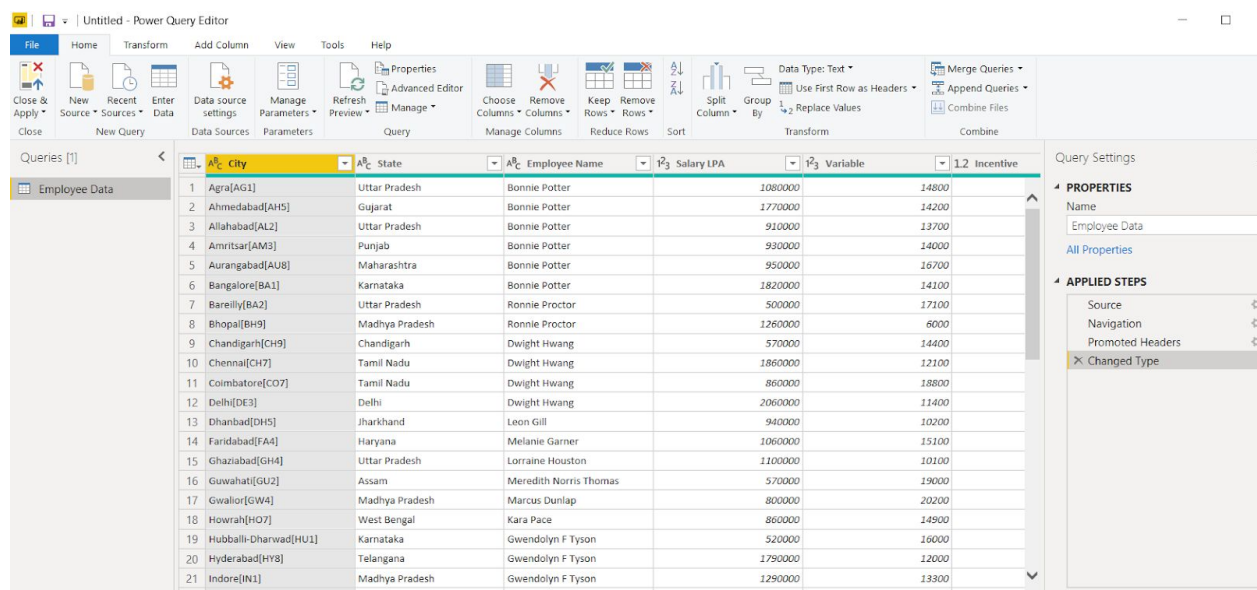 Untitled - Power Query Editor
File Home Transform Add Column View Tools Help
Close & Apply
New Source
Recent Sources
Enter Data
Data source settings
Manage Parameters
Refresh Preview
Properties
Advanced Editor
Manage
Choose Columns
Remove Columns
Keep Rows
Remove Rows
Split Column
Group By
Data Type: Text
Use First Row as Headers
Replace Values
Merge Queries
Append Queries
Combine Files
Close New Query Data Sources Parameters Query Manage Columns Reduce Rows Sort Transform Combine
Queries [1]
Employee Data
City State Employee Name Salary LPA Variable 1.2 Incentive
1 Agra[AG1] Uttar Pradesh Bonnie Potter 1080000 14800
2 Ahmedabad[AH5] Gujarat Bonnie Potter 1770000 14200
3 Allahabad[AL2] Uttar Pradesh Bonnie Potter 910000 13700
4 Amritsar[AM3] Punjab Bonnie Potter 930000 14000
5 Aurangabad[AU8] Maharashtra Bonnie Potter 950000 16700
6 Bangalore[BA1] Karnataka Bonnie Potter 1820000 14100
7 Bareilly[BA2] Uttar Pradesh Ronnie Proctor 500000 17100
8 Bhopal[BH9] Madhya Pradesh Ronnie Proctor 1260000 6000
9 Chandigarh[CH9] Chandigarh Dwight Hwang 570000 14400
10 Chennai[CH7] Tamil Nadu Dwight Hwang 1860000 12100
11 Coimbatore[CO7] Tamil Nadu Dwight Hwang 860000 18800
12 Delhi[DE3] Delhi Dwight Hwang 2060000 11400
13 Dhanbad[DH5] Jharkhand Leon Gill 940000 10200
14 Faridabad[FA4] Haryana Melanie Garner 1060000 15100
15 Ghaziabad[GH4] Uttar Pradesh Lorraine Houston 1100000 10100
16 Guwahati[GU2] Assam Meredith Norris Thomas 570000 19000
17 Gwalior[GW4] Madhya Pradesh Marcus Dunlap 800000 20200
18 Howrah[HO7] West Bengal Kara Pace 860000 14900
19 Hubballi-Dharwad[HU1] Karnataka Gwendolyn F Tyson 520000 16000
20 Hyderabad[HY8] Telangana Gwendolyn F Tyson 1790000 12000
21 Indore[IN1] Madhya Pradesh Gwendolyn F Tyson 1290000 13300
Query Settings
PROPERTIES
Name
Employee Data
All Properties
APPLIED STEPS
Source
Navigation
Promoted Headers
Changed Type